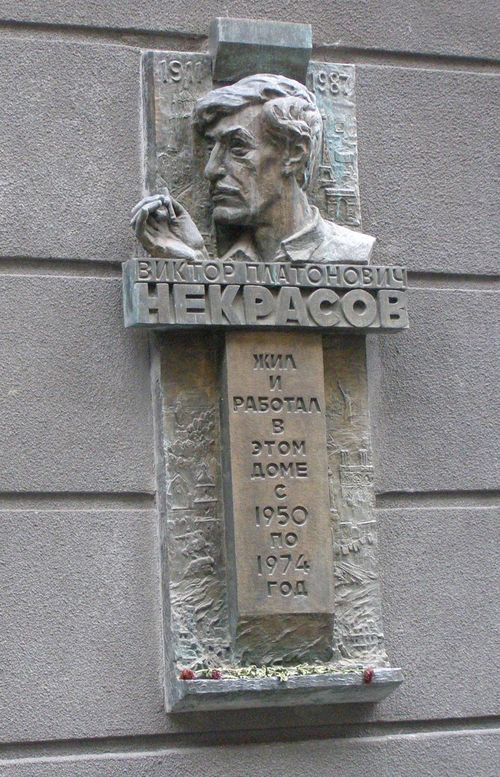 1911 1987
ВИКТОР ПЛАТОНОВИЧ
НЕКРАСОВ
ЖИЛ
И
РАБОТАЛ
В
ЭТОМ
ДОМЕ
С
1950
ПО
1974
ГОД